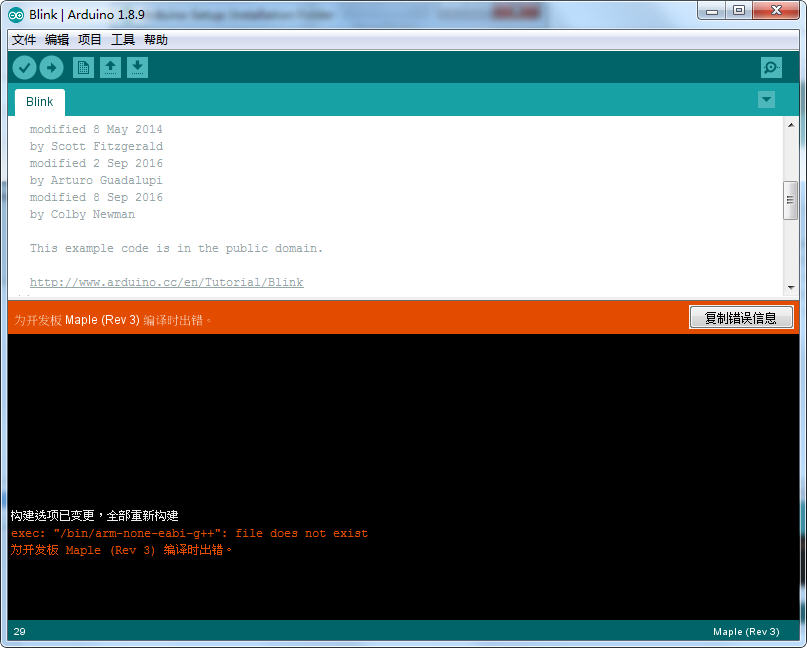 Blink | Arduino 1.8.9
文件 编辑 项目 工具 帮助
Blink
modified 8 May 2014
by Scott Fitzgerald
modified 2 Sep 2016
by Arturo Guadalupi
modified 8 Sep 2016
by Colby Newman
This example code is in the public domain.
http://www.arduino.cc/en/Tutorial/Blink
为开发板 Maple (Rev 3) 编译时出错。
复制错误信息
构建选项已变更，全部重新构建
exec: "/bin/arm-none-eabi-g++": file does not exist
为开发板 Maple (Rev 3) 编译时出错。
29
Maple (Rev 3)